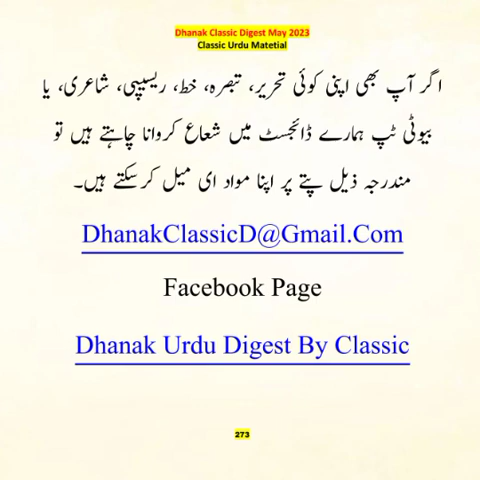 Dhanak Classic Digest May 2023
Classic Urdu Matetial
اگر آپ بھی اپنی کوئی تحریر، تبصرہ، خط، ریسیپی، شاعری، یا
بیوٹی ٹپ ہمارے ڈائجسٹ میں شعاع کروانا چاہتے ہیں تو
مندرجہ ذیل پتے پر اپنا مواد ای میل کر سکتے ہیں۔
DhanakClassicD@Gmail.Com
Facebook Page
Dhanak Urdu Digest By Classic
273